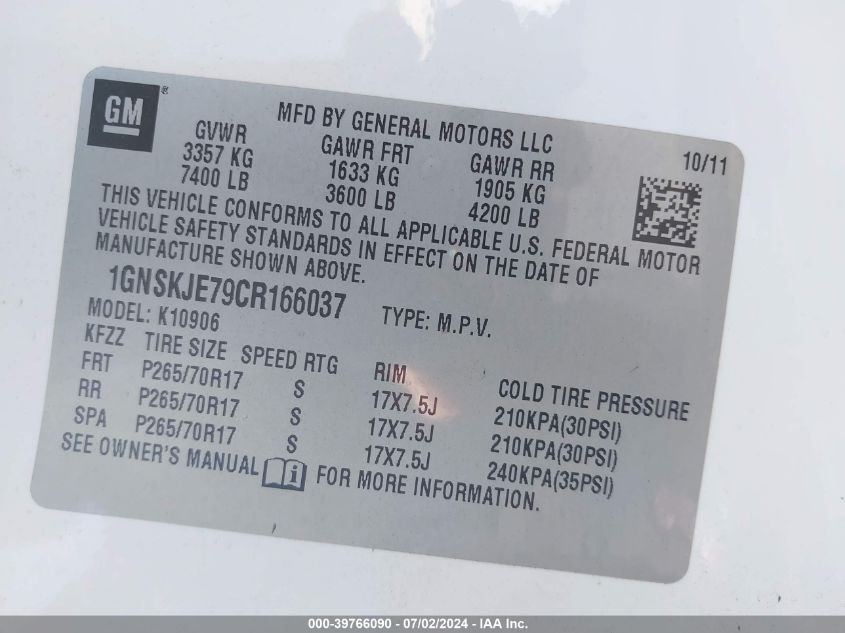 GM®
MFD BY GENERAL MOTORS LLC
GVWR GAWR FRT GAWR RR 10/11
3357 KG 1633 KG 1905 KG
7400 LB 3600 LB 4200 LB
THIS VEHICLE CONFORMS TO ALL APPLICABLE U.S. FEDERAL MOTOR
VEHICLE SAFETY STANDARDS IN EFFECT ON THE DATE OF
MANUFACTURE SHOWN ABOVE.
1GNSKJE79CR166037 TYPE: M.P.V.
MODEL: K10906
KFZZ TIRE SIZE SPEED RTG RIM COLD TIRE PRESSURE
FRT P265/70R17 S 17X7.5J 210KPA(30PSI)
RR P265/70R17 S 17X7.5J 210KPA(30PSI)
SPA P265/70R17 S 17X7.5J 240KPA(35PSI)
SEE OWNER'S MANUAL i FOR MORE INFORMATION.
000-39766090 - 07/02/2024 - IAA Inc.